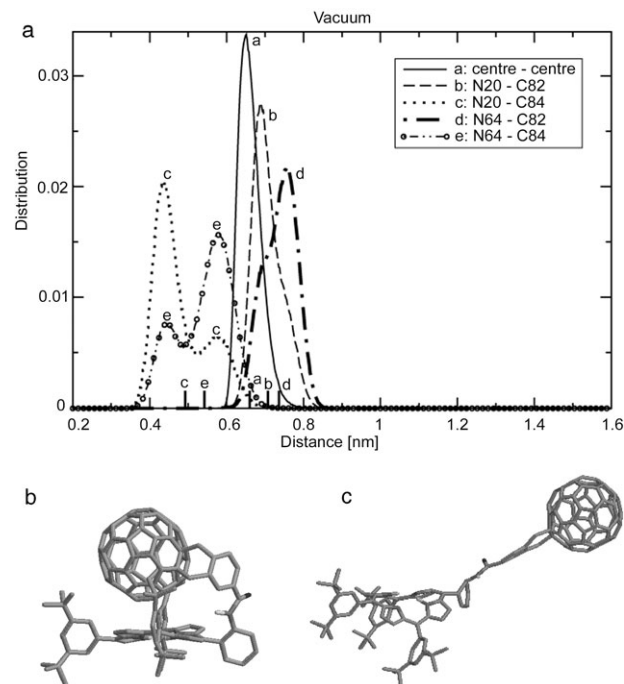 Vacuum
a
0.03
0.02
0.01
0
Distribution
a: centre - centre
b: N20 - C82
c: N20 - C84
d: N64 - C82
e: N64 - C84
a
b
d
c
e
e
c
c e a b d
0.2 0.4 0.6 0.8 1 1.2 1.4 1.6
Distance [nm]
b
c